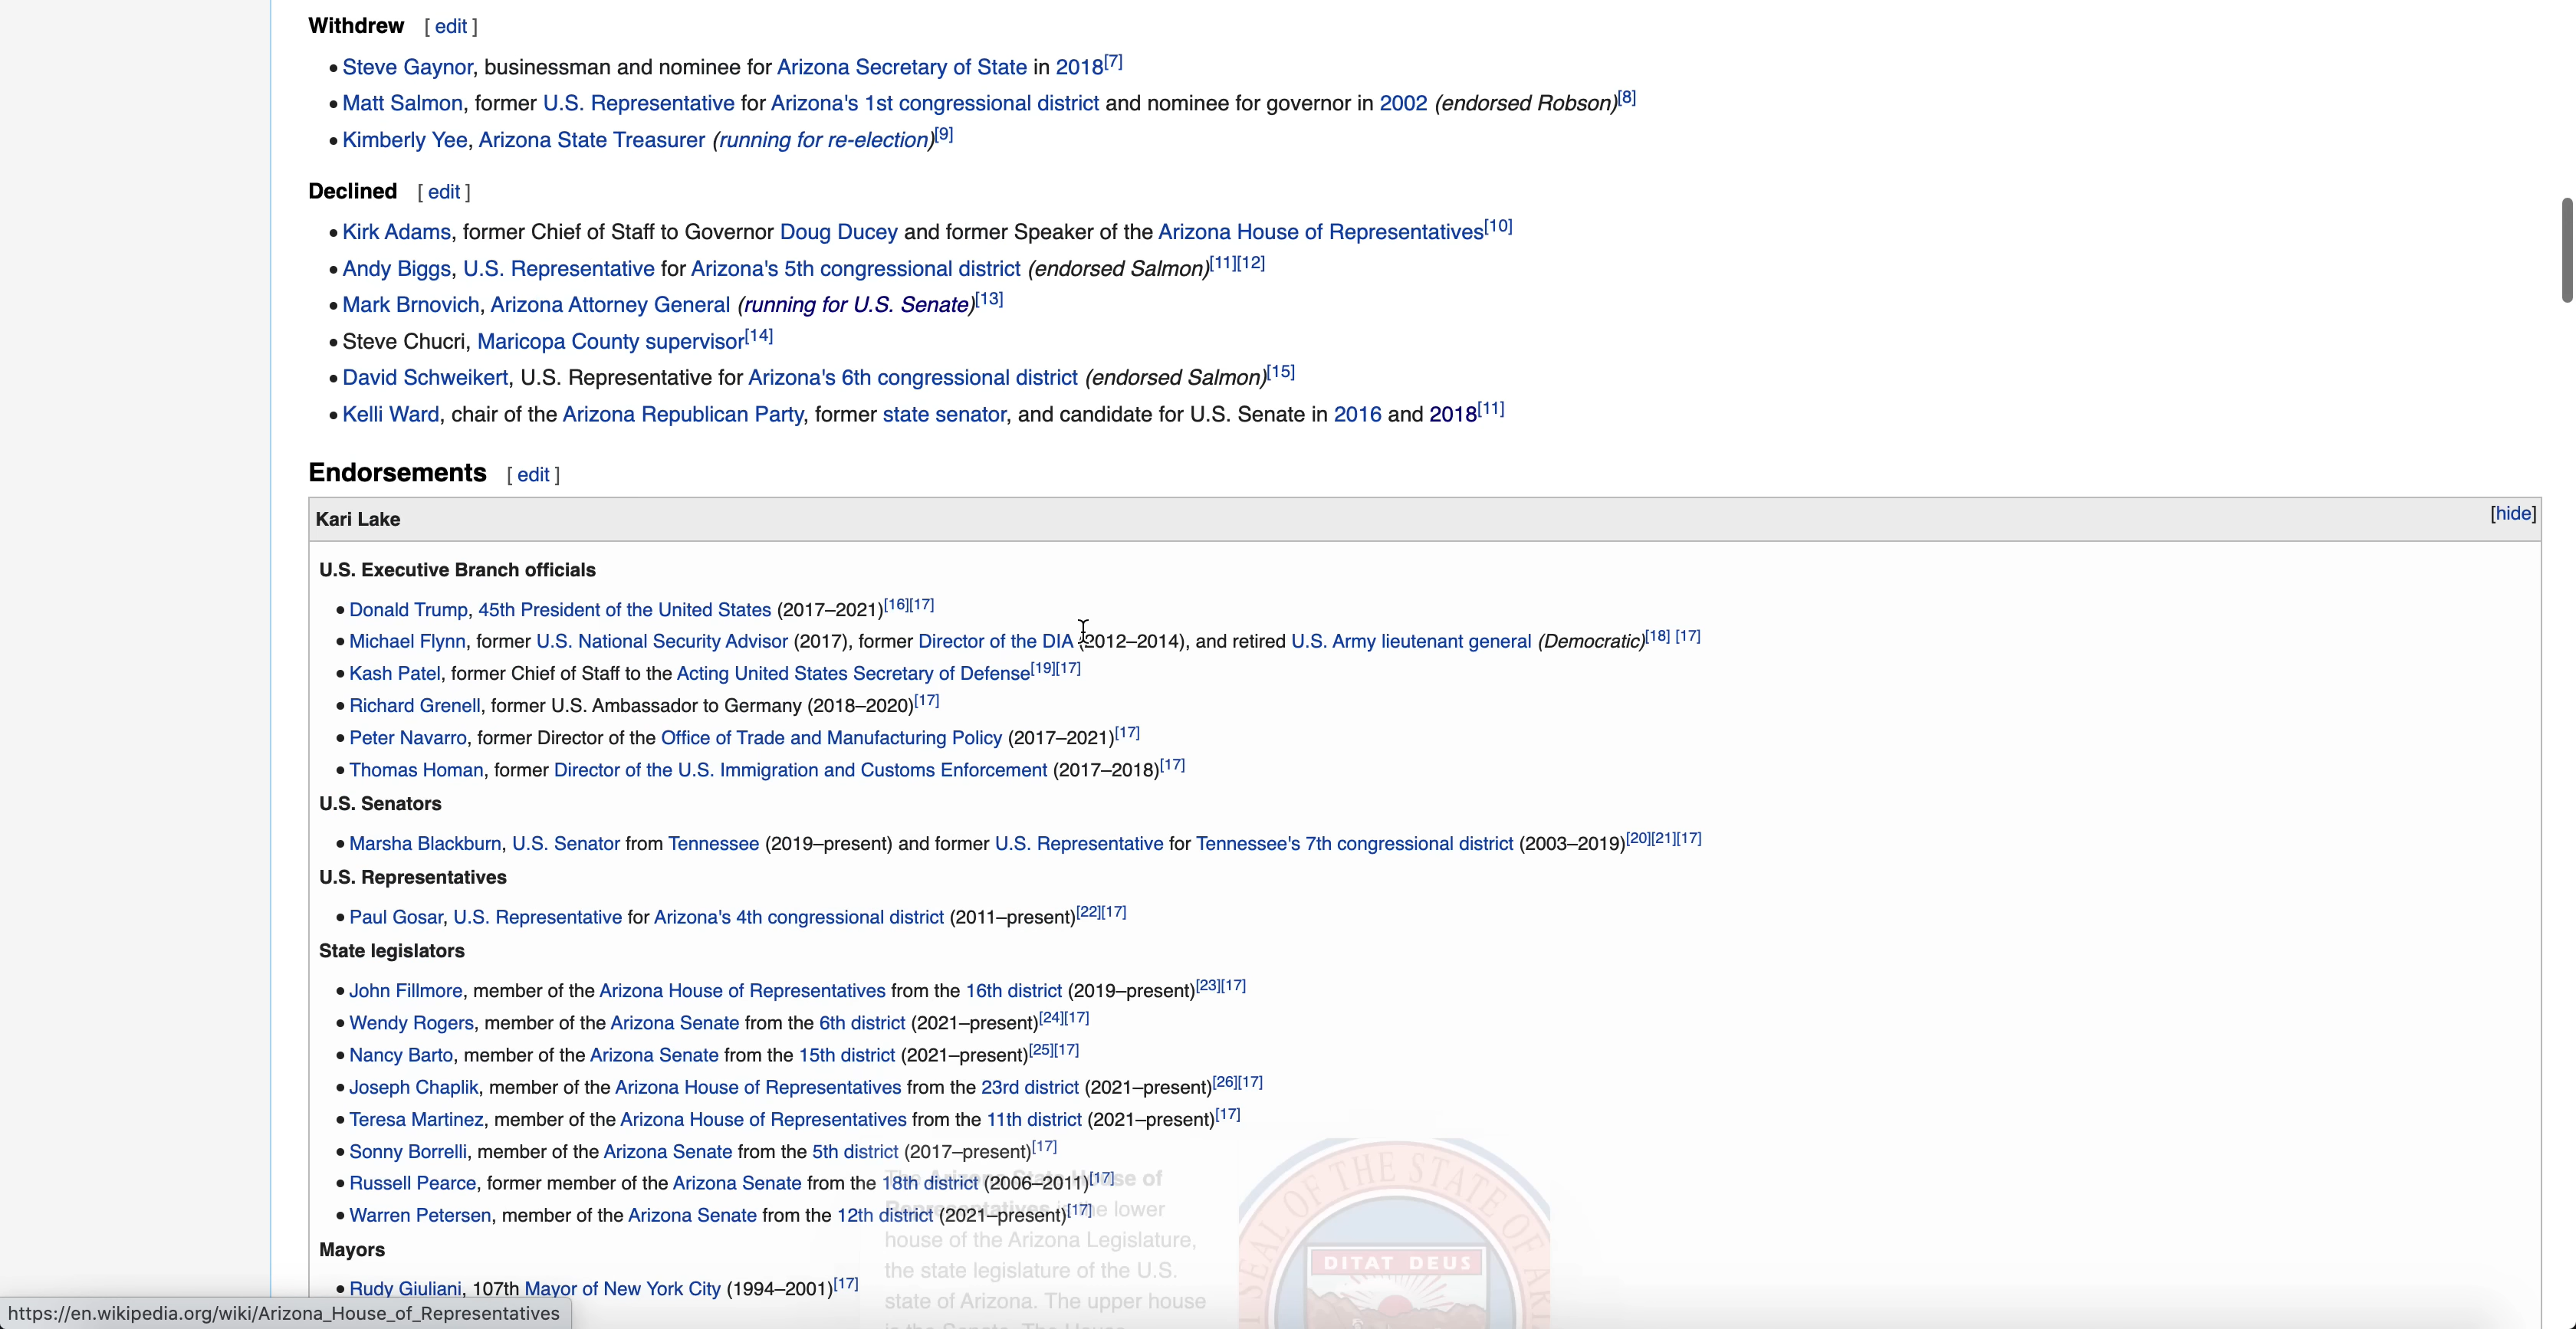 Withdrew [ edit ]
• Steve Gaynor, businessman and nominee for Arizona Secretary of State in 2018[7]
• Matt Salmon, former U.S. Representative for Arizona's 1st congressional district and nominee for governor in 2002 (endorsed Robson)[8]
• Kimberly Yee, Arizona State Treasurer (running for re-election)[9]
Declined [ edit ]
• Kirk Adams, former Chief of Staff to Governor Doug Ducey and former Speaker of the Arizona House of Representatives[10]
• Andy Biggs, U.S. Representative for Arizona's 5th congressional district (endorsed Salmon)[11][12]
• Mark Brnovich, Arizona Attorney General (running for U.S. Senate)[13]
• Steve Chucri, Maricopa County supervisor[14]
• David Schweikert, U.S. Representative for Arizona's 6th congressional district (endorsed Salmon)[15]
• Kelli Ward, chair of the Arizona Republican Party, former state senator, and candidate for U.S. Senate in 2016 and 2018[11]
Endorsements [ edit ]
Kari Lake [hide]
U.S. Executive Branch officials
• Donald Trump, 45th President of the United States (2017–2021)[16][17]
• Michael Flynn, former U.S. National Security Advisor (2017), former Director of the DIA (2012–2014), and retired U.S. Army lieutenant general (Democratic)[18] [17]
• Kash Patel, former Chief of Staff to the Acting United States Secretary of Defense[19][17]
• Richard Grenell, former U.S. Ambassador to Germany (2018–2020)[17]
• Peter Navarro, former Director of the Office of Trade and Manufacturing Policy (2017–2021)[17]
• Thomas Homan, former Director of the U.S. Immigration and Customs Enforcement (2017–2018)[17]
U.S. Senators
• Marsha Blackburn, U.S. Senator from Tennessee (2019–present) and former U.S. Representative for Tennessee's 7th congressional district (2003–2019)[20][21][17]
U.S. Representatives
• Paul Gosar, U.S. Representative for Arizona's 4th congressional district (2011–present)[22][17]
State legislators
• John Fillmore, member of the Arizona House of Representatives from the 16th district (2019–present)[23][17]
• Wendy Rogers, member of the Arizona Senate from the 6th district (2021–present)[24][17]
• Nancy Barto, member of the Arizona Senate from the 15th district (2021–present)[25][17]
• Joseph Chaplik, member of the Arizona House of Representatives from the 23rd district (2021–present)[26][17]
• Teresa Martinez, member of the Arizona House of Representatives from the 11th district (2021–present)[17]
• Sonny Borrelli, member of the Arizona Senate from the 5th district (2017–present)[17]
• Russell Pearce, former member of the Arizona Senate from the 18th district (2006–2011)[17]
• Warren Petersen, member of the Arizona Senate from the 12th district (2021–present)[17]
Mayors
• Rudy Giuliani, 107th Mayor of New York City (1994–2001)[17]
The Arizona State House of
Representatives is the lower
house of the Arizona Legislature,
the state legislature of the U.S.
state of Arizona. The upper house
SEAL OF THE STATE OF
DITAT DEUS
https://en.wikipedia.org/wiki/Arizona_House_of_Representatives